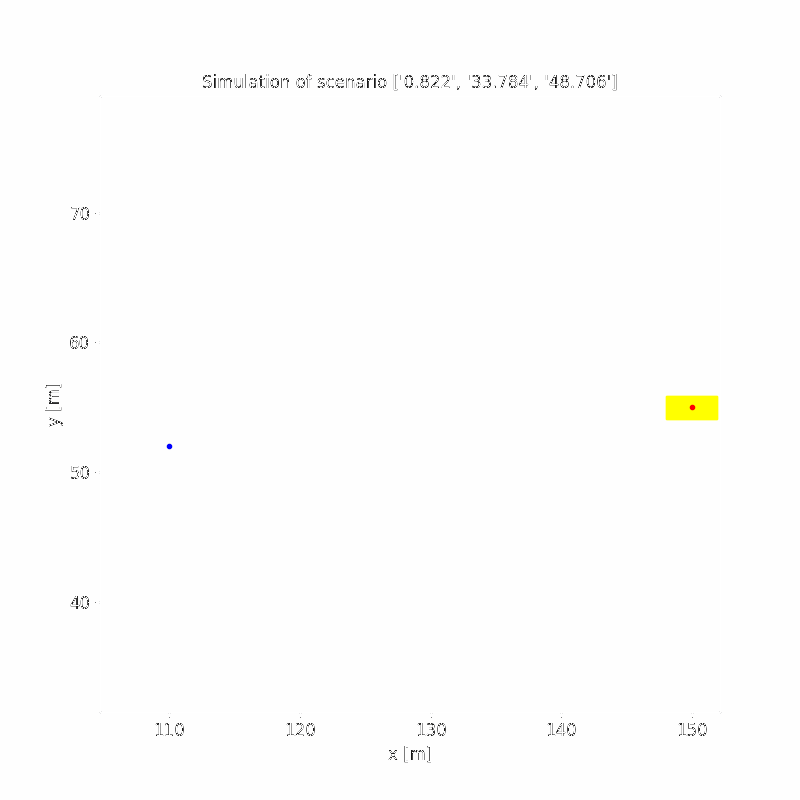 Simulation of scenario ['0.822', '33.784', '48.706']
70
60
y [m]
50
40
110 120 130 140 150
x [m]